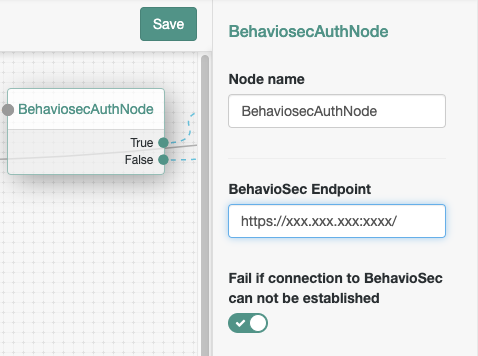 Save
BehaviosecAuthNode
True
False
BehaviosecAuthNode
Node name
BehaviosecAuthNode
BehavioSec Endpoint
https://xxx.xxx.xxx:xxxx/
Fail if connection to BehavioSec
can not be established